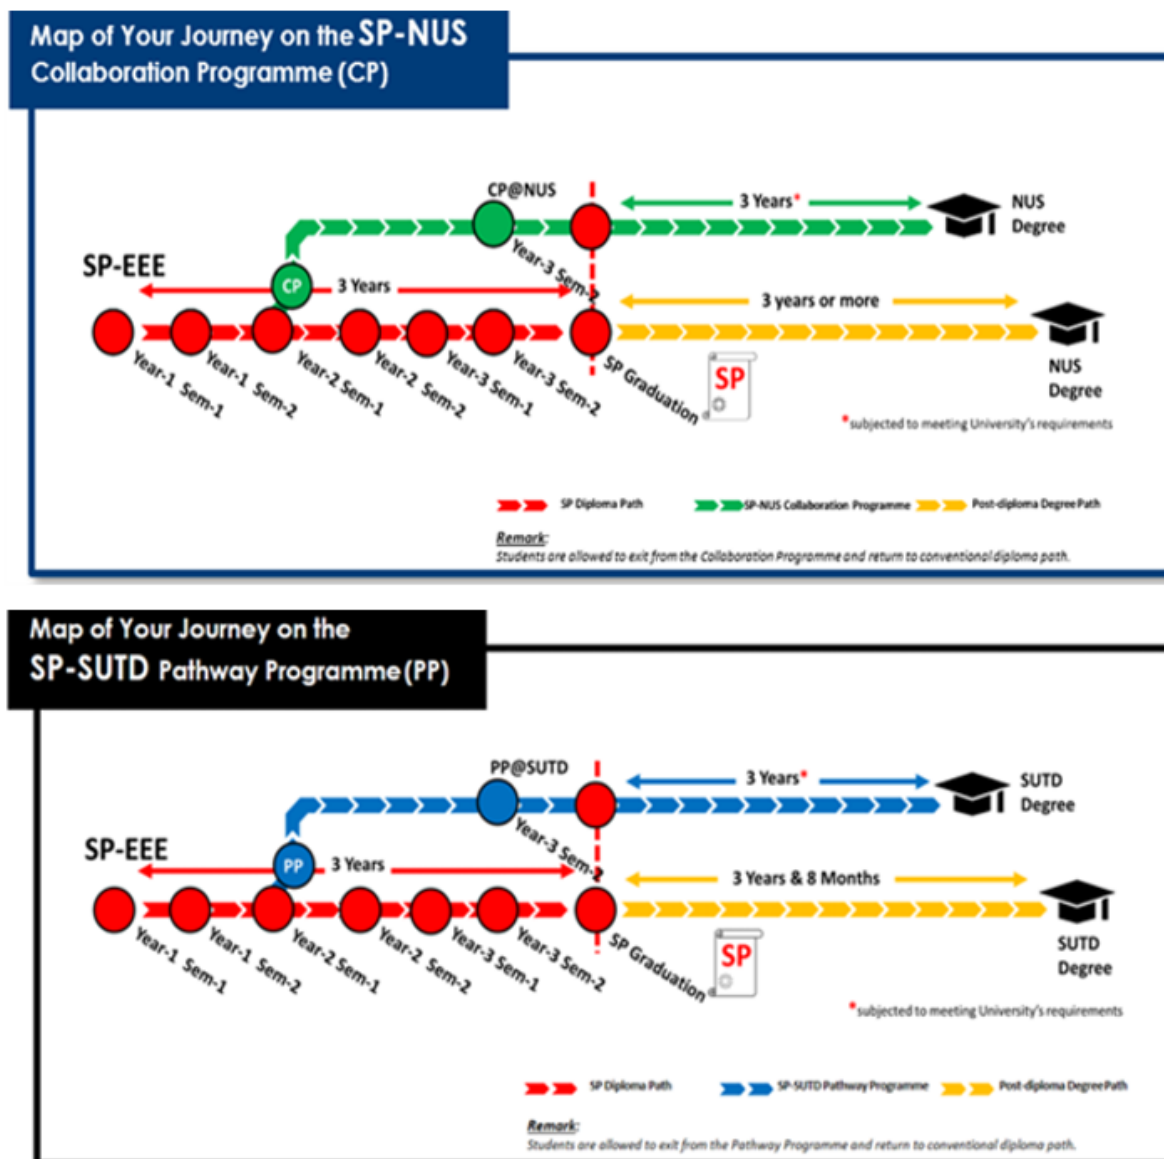 Map of Your Journey on the SP-NUS
Collaboration Programme (CP)
CP@NUS
3 Years*
NUS
Degree
Year-3 Sem-2
SP-EEE
CP
3 Years
3 years or more
Year-1 Sem-1
Year-1 Sem-2
Year-2 Sem-1
Year-2 Sem-2
Year-3 Sem-1
Year-3 Sem-2
SP Graduation
SP
NUS
Degree
*subjected to meeting University's requirements
SP Diploma Path
SP-NUS Collaboration Programme
Post-diploma Degree Path
Remark:
Students are allowed to exit from the Collaboration Programme and return to conventional diploma path.
Map of Your Journey on the
SP-SUTD Pathway Programme (PP)
PP@SUTD
3 Years*
SUTD
Degree
Year-3 Sem-2
SP-EEE
PP
3 Years
3 Years & 8 Months
Year-1 Sem-1
Year-1 Sem-2
Year-2 Sem-1
Year-2 Sem-2
Year-3 Sem-1
Year-3 Sem-2
SP Graduation
SP
SUTD
Degree
*subjected to meeting University's requirements
SP Diploma Path
SP-SUTD Pathway Programme
Post-diploma Degree Path
Remark:
Students are allowed to exit from the Pathway Programme and return to conventional diploma path.